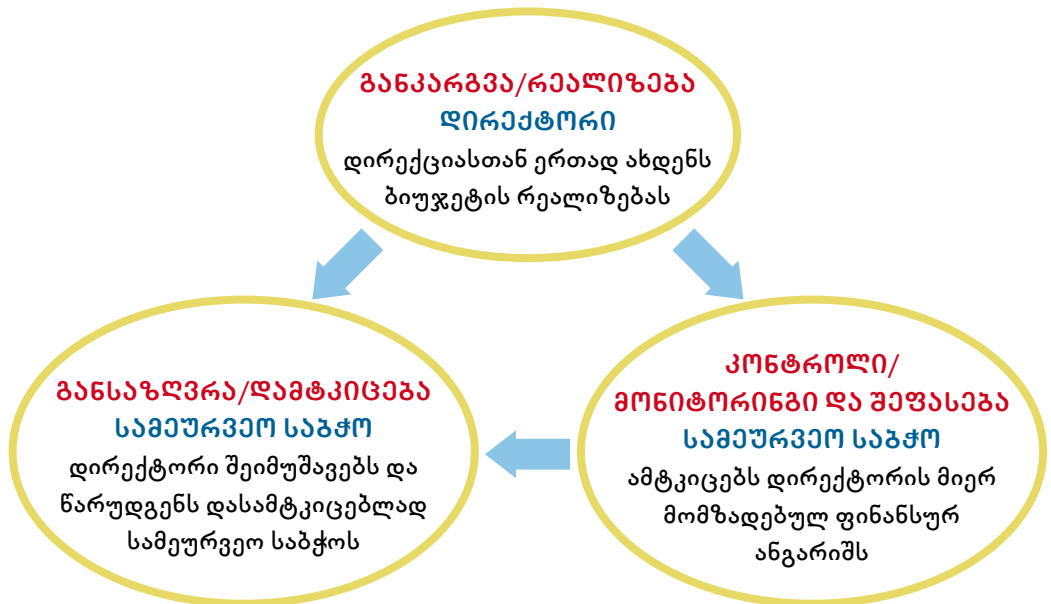 განკარგვა/რეალიზება
დირექტორი
დირექციასთან ერთად ახდენს
ბიუჯეტის რეალიზებას
განსაზღვრა/დამტკიცება
სამეურვეო საბჭო
დირექტორი შეიმუშავებს და
წარუდგენს დასამტკიცებლად
სამეურვეო საბჭოს
კონტროლი/
მონიტორინგი და შეფასება
სამეურვეო საბჭო
ამტკიცებს დირექტორის მიერ
მომზადებულ ფინანსურ
ანგარიშს